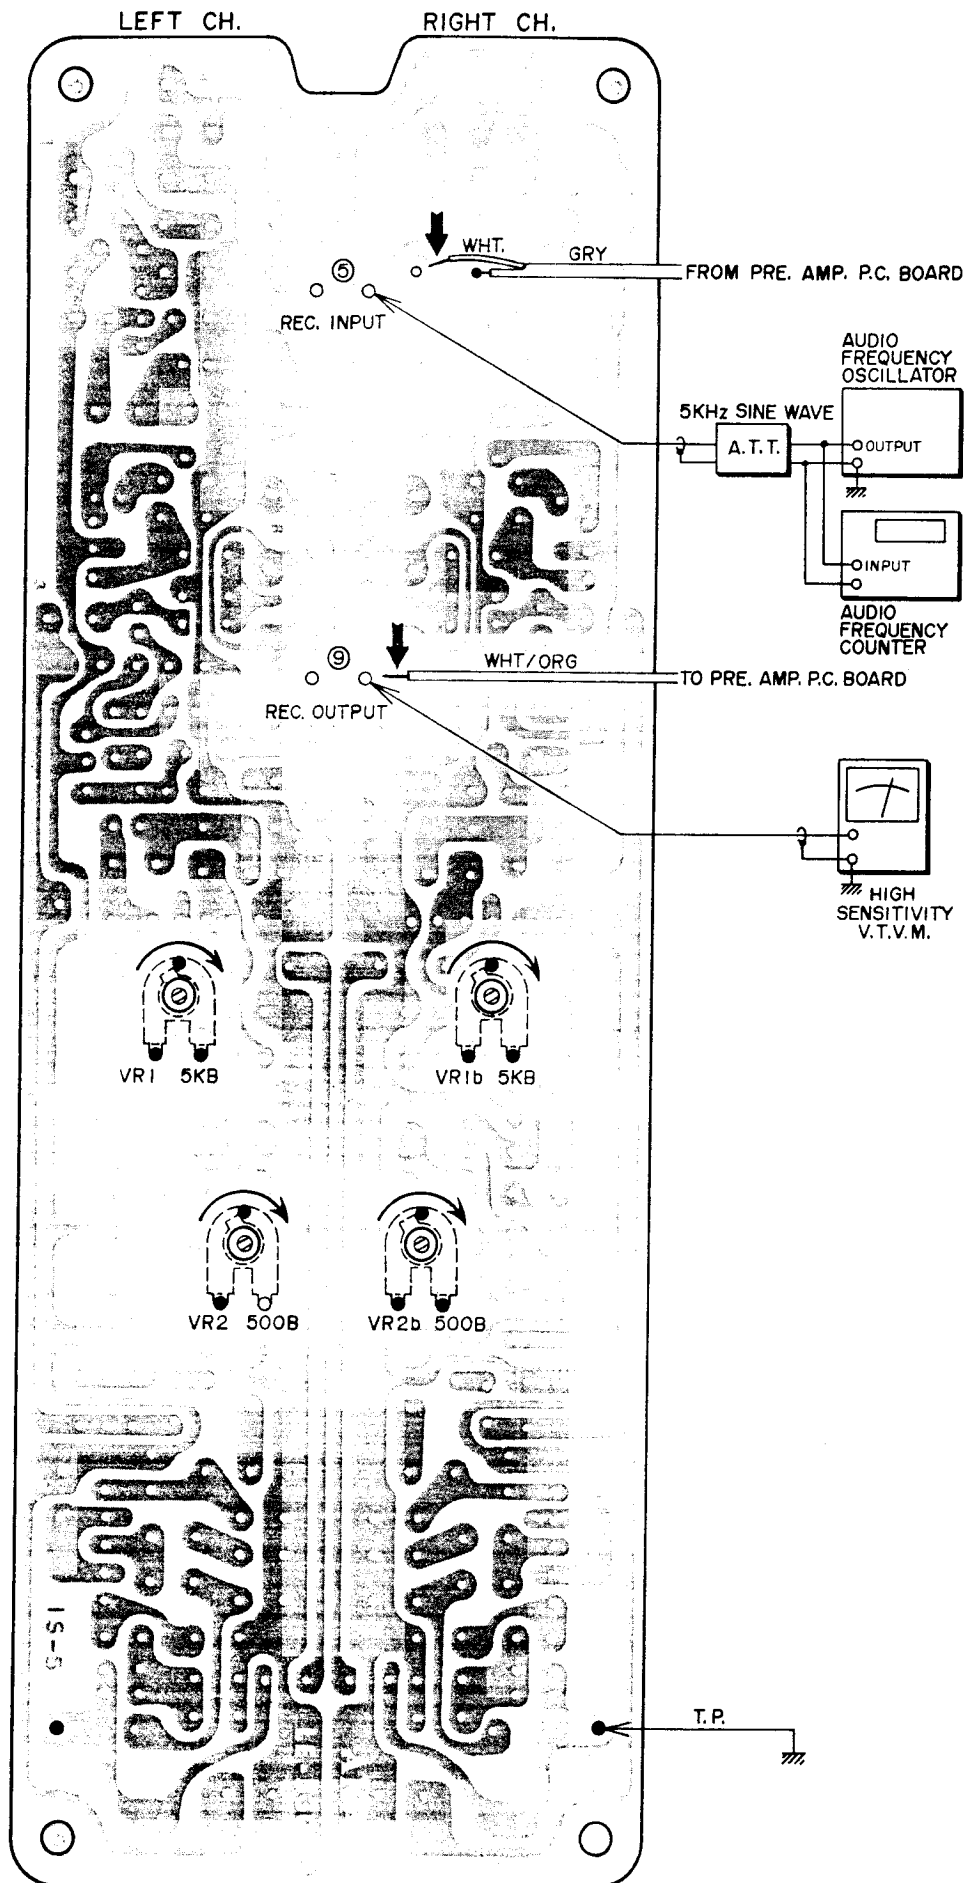 LEFT CH.
RIGHT CH.
WHT.
GRY
FROM PRE. AMP. P.C. BOARD
⑤
REC. INPUT
AUDIO
FREQUENCY
OSCILLATOR
5KHz SINE WAVE
A.T.T.
OUTPUT
INPUT
AUDIO
FREQUENCY
COUNTER
⑨
WHT/ORG
TO PRE. AMP. P.C. BOARD
REC. OUTPUT
HIGH
SENSITIVITY
V.T.V.M.
VR1 5KB
VR1b 5KB
VR2 500B
VR2b 500B
IS-G
T.P.